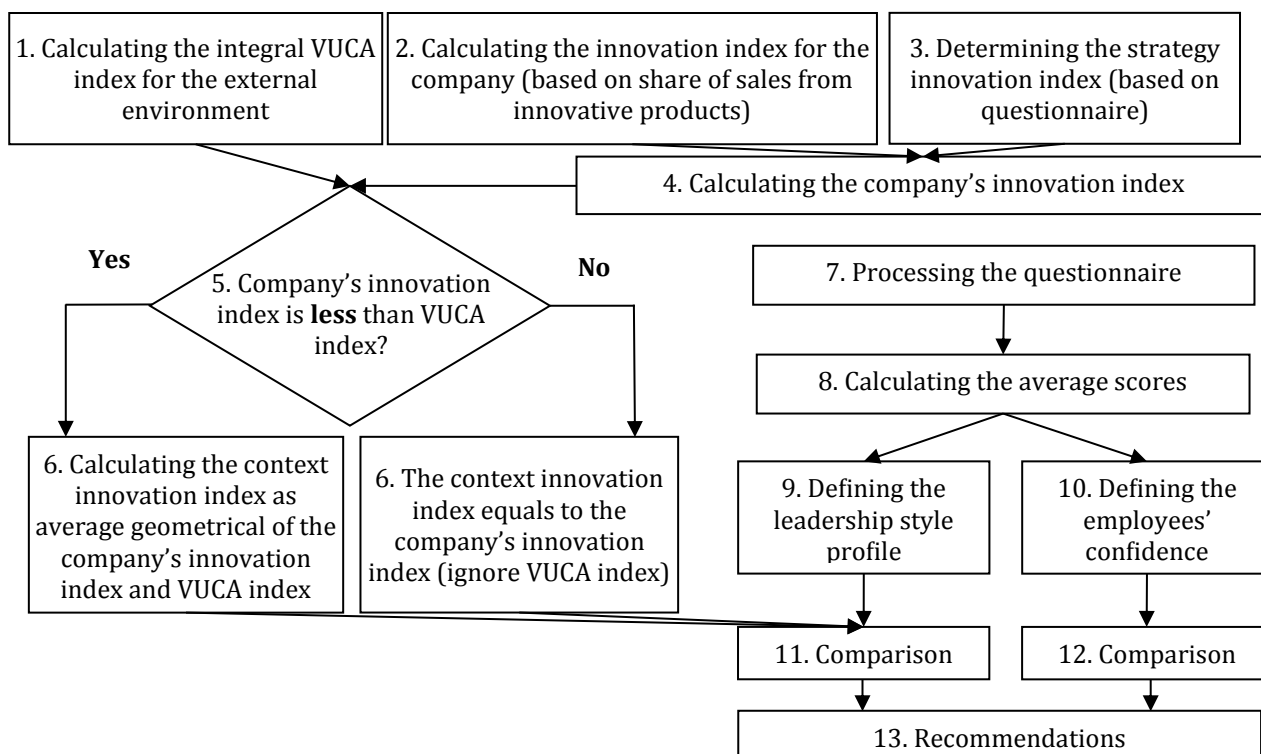 1. Calculating the integral VUCA
index for the external
environment
2. Calculating the innovation index for the
company (based on share of sales from
innovative products)
3. Determining the strategy
innovation index (based on
questionnaire)
4. Calculating the company’s innovation index
Yes
No
5. Company’s innovation
index is less than VUCA
index?
7. Processing the questionnaire
8. Calculating the average scores
6. Calculating the context
innovation index as
average geometrical of the
company’s innovation
index and VUCA index
6. The context innovation
index equals to the
company’s innovation
index (ignore VUCA index)
9. Defining the
leadership style
profile
10. Defining the
employees’
confidence
11. Comparison
12. Comparison
13. Recommendations